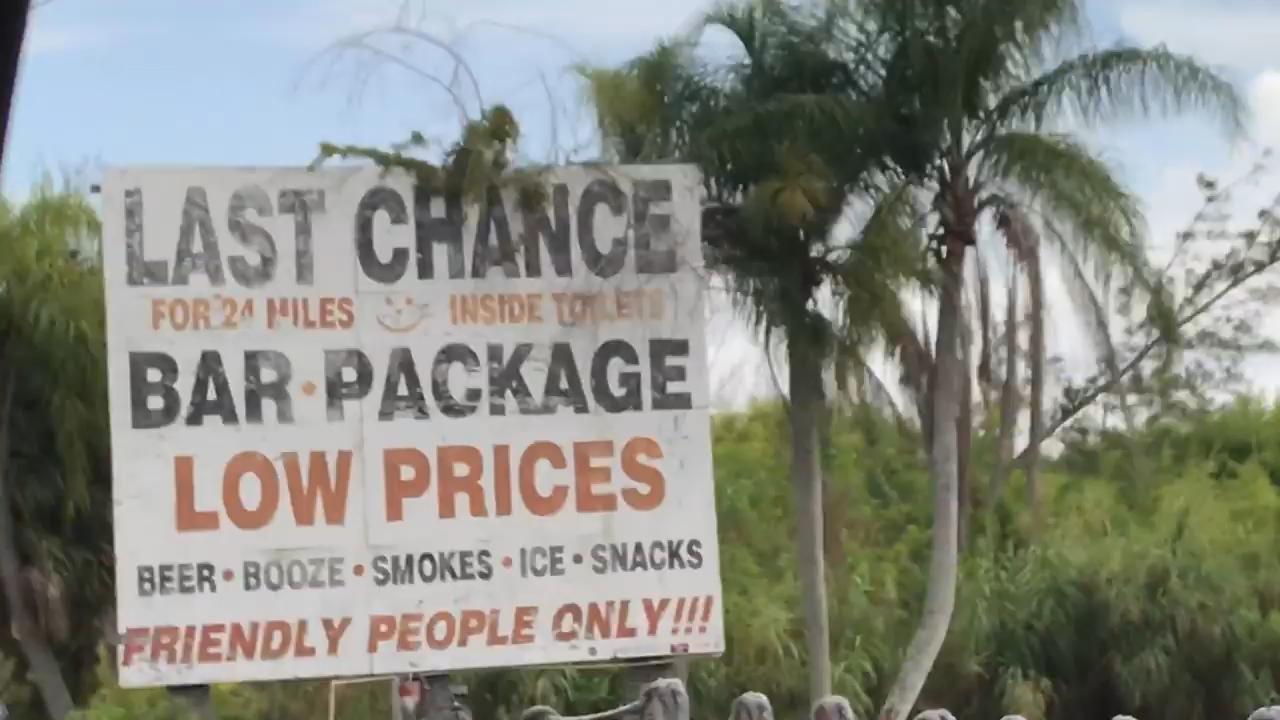 LAST CHANCE
FOR 24 MILES INSIDE TOILETS
BAR • PACKAGE
LOW PRICES
BEER • BOOZE • SMOKES • ICE • SNACKS
FRIENDLY PEOPLE ONLY!!!